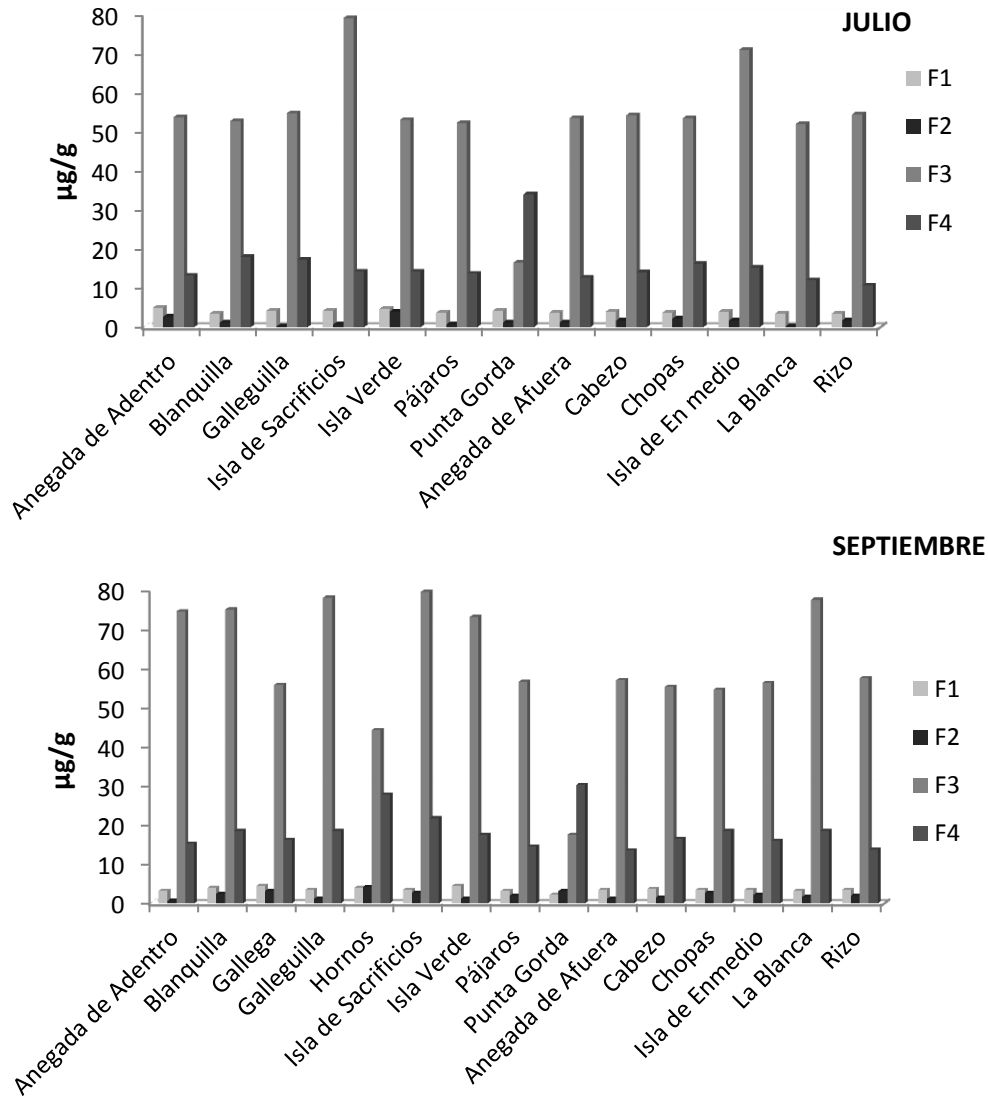 JULIO
µg/g
80
70
60
50
40
30
20
10
0
F1
F2
F3
F4
Anegada de Adentro
Blanquilla
Galleguilla
Isla de Sacrificios
Isla Verde
Pájaros
Punta Gorda
Anegada de Afuera
Cabezo
Chopas
Isla de En medio
La Blanca
Rizo
SEPTIEMBRE
µg/g
80
70
60
50
40
30
20
10
0
F1
F2
F3
F4
Anegada de Adentro
Blanquilla
Gallega
Galleguilla
Hornos
Isla de Sacrificios
Isla Verde
Pájaros
Punta Gorda
Anegada de Afuera
Cabezo
Chopas
Isla de Enmedio
La Blanca
Rizo